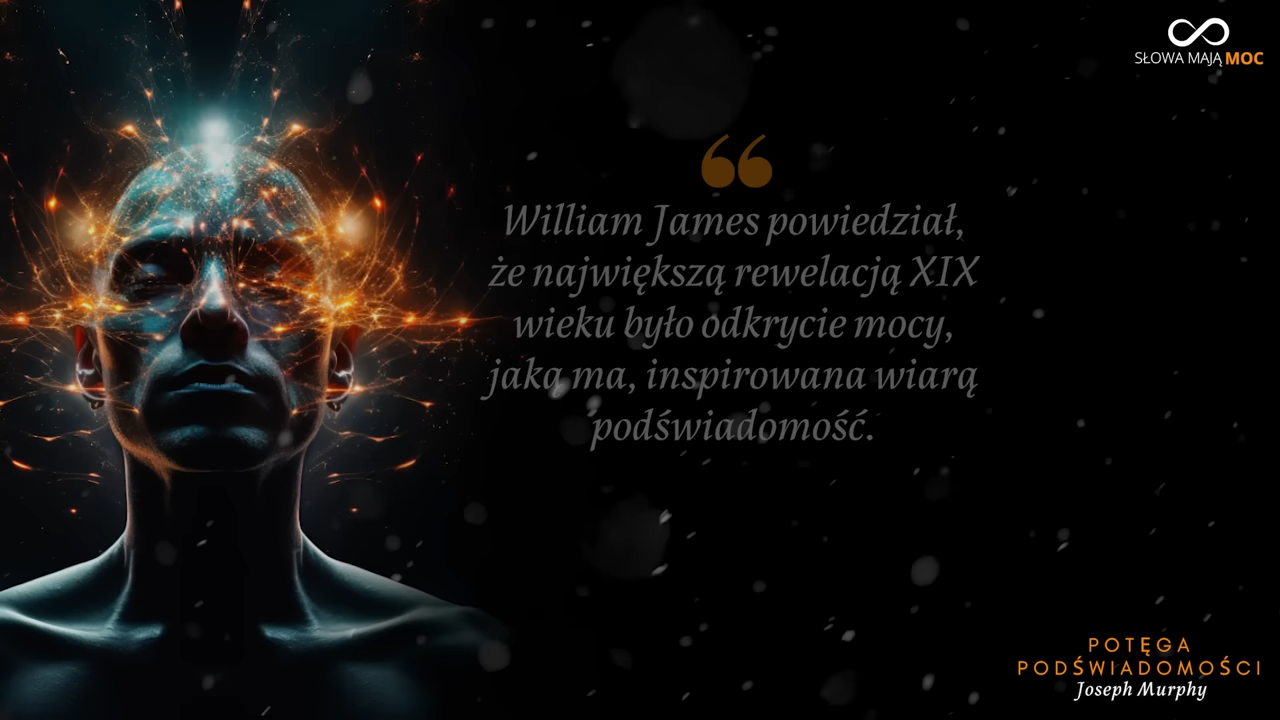 SŁOWA MAJĄ MOC
William James powiedział,
że największą rewelacją XIX
wieku było odkrycie mocy,
jaką ma, inspirowana wiarą
podświadomość.
POTĘGA
PODŚWIADOMOŚCI
Joseph Murphy